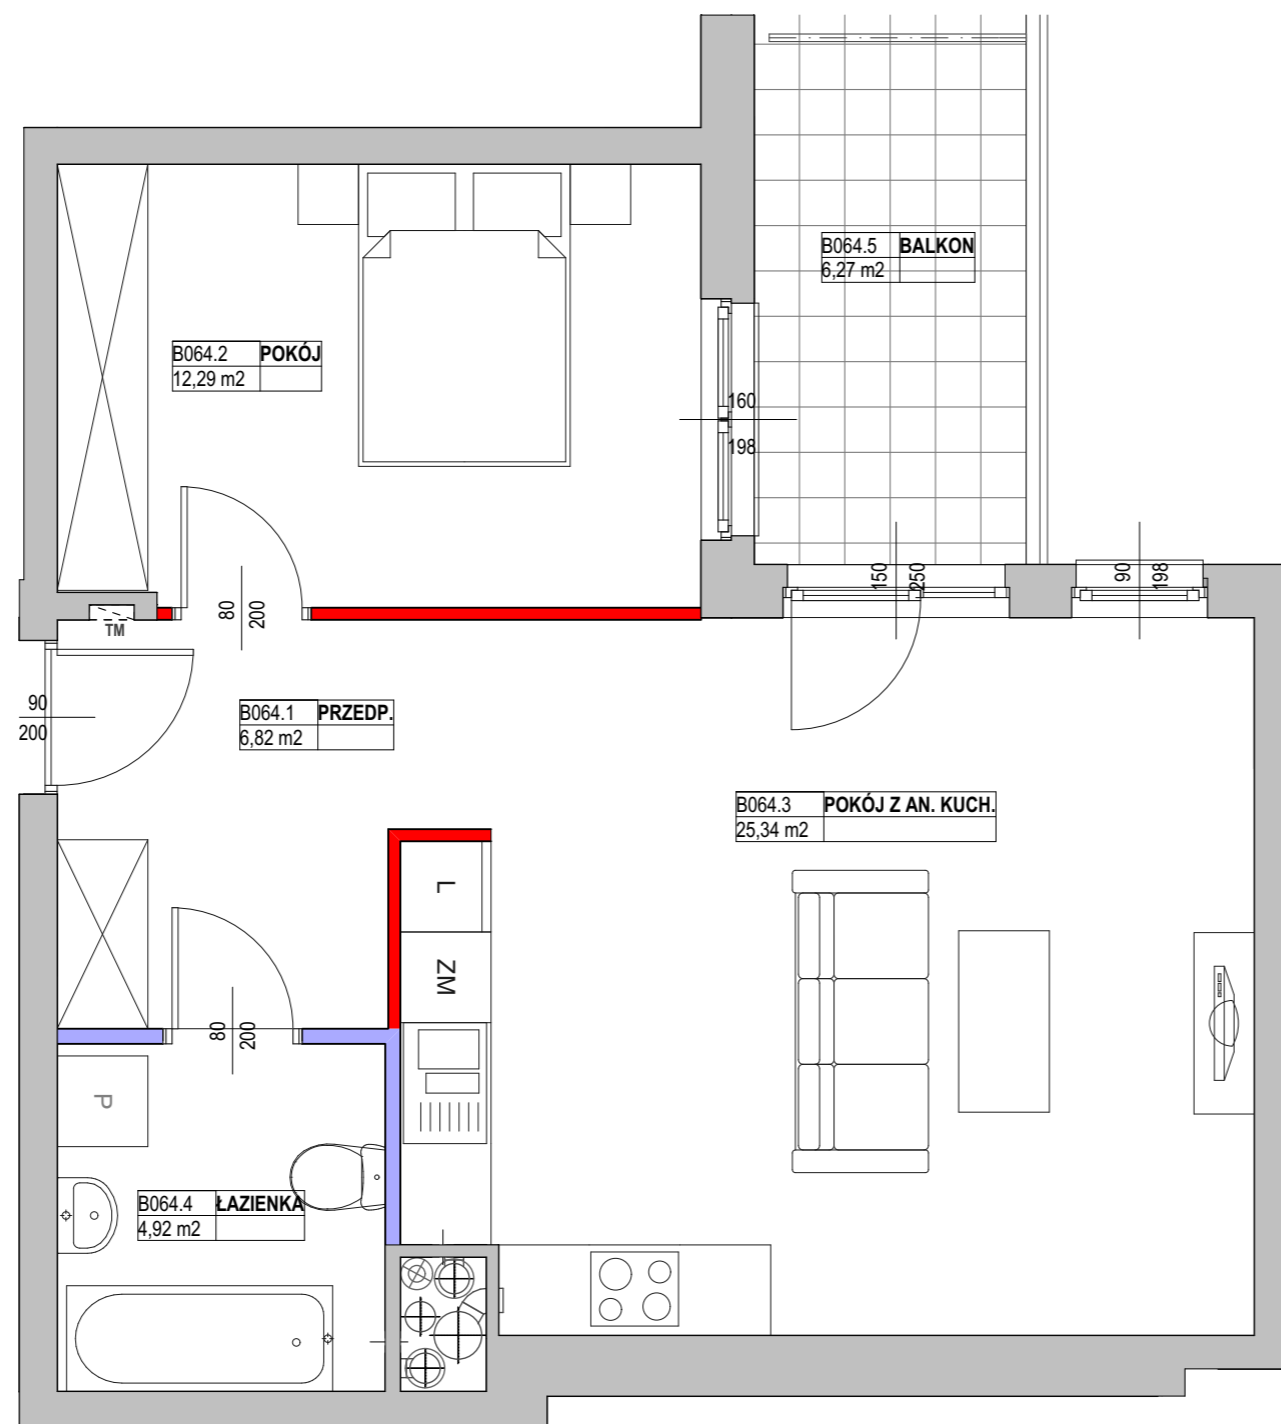 B064.5 BALKON
6,27 m2
B064.2 POKÓJ
12,29 m2
160
198
150
250
90
198
80
200
TM
90
200
B064.1 PRZEDP.
6,82 m2
B064.3 POKÓJ Z AN. KUCH.
25,34 m2
L
ZM
80
200
P
B064.4 ŁAZIENKA
4,92 m2